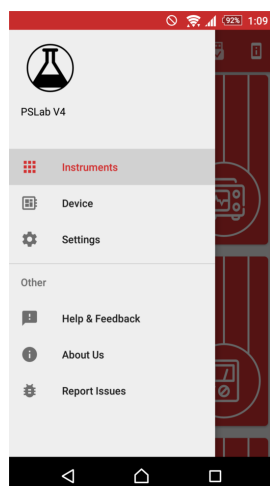 92% 1:09
PSLab V4
Instruments
Device
Settings
Other
Help & Feedback
About Us
Report Issues